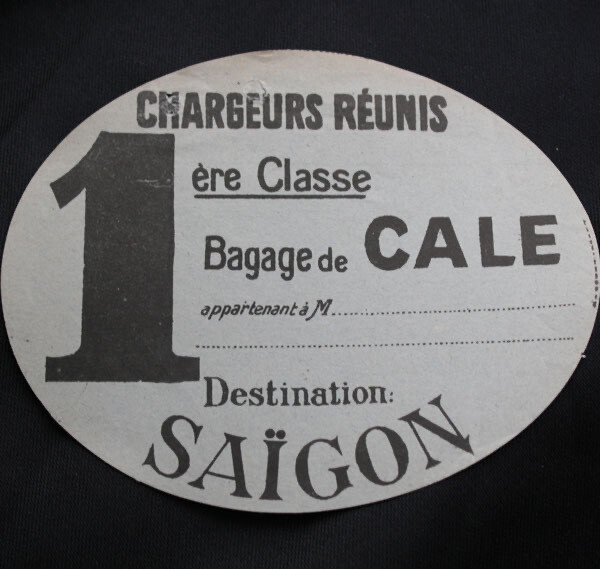 CHARGEURS RÉUNIS
1ère Classe
Bagage de CALE
appartenant à M
Destination:
SAÏGON